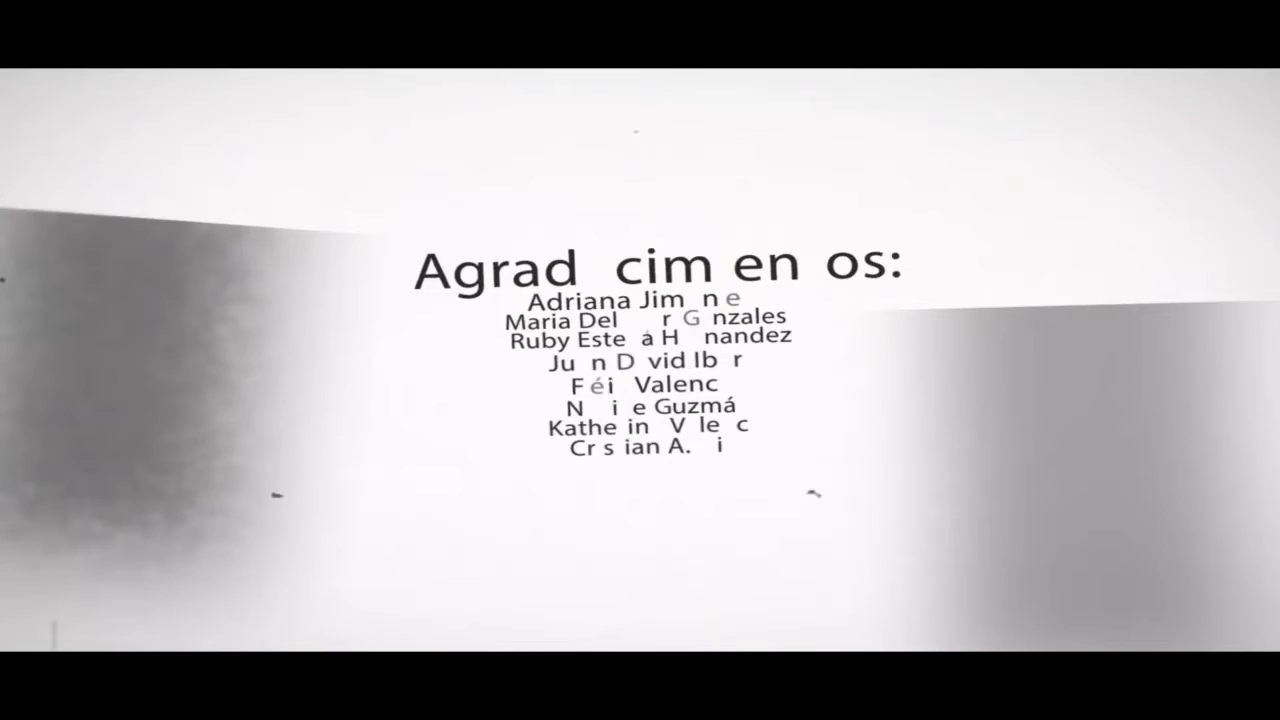 Agrad cim en os:
Adriana Jim n e
Maria Del r G nzales
Ruby Este á H nandez
Ju n D vid Ib r
F éi Valenc
N i e Guzmá
Kathe in V le c
Cr s ian A. i